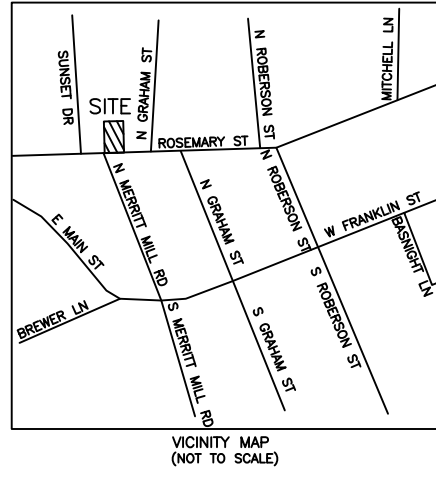 SUNSET DR
N GRAHAM ST
N ROBERSON ST
MITCHELL LN
SITE
ROSEMARY ST
N MERRITT MILL RD
N GRAHAM ST
N ROBERSON ST
W FRANKLIN ST
BASNIGHT LN
E MAIN ST
BREWER LN
S MERRITT MILL RD
S GRAHAM ST
S ROBERSON ST
VICINITY MAP
(NOT TO SCALE)